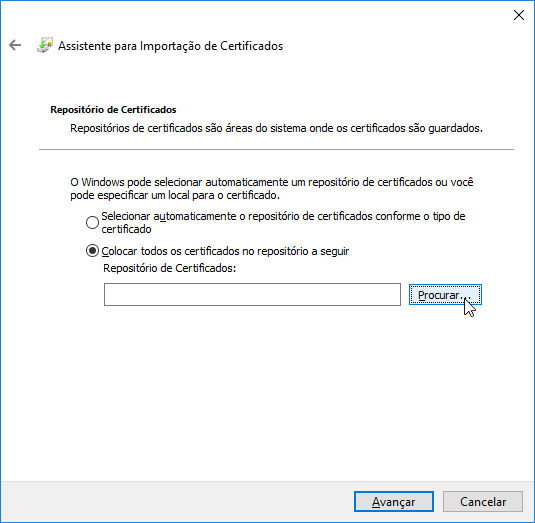 Assistente para Importação de Certificados
Repositório de Certificados
Repositórios de certificados são áreas do sistema onde os certificados são guardados.
O Windows pode selecionar automaticamente um repositório de certificados ou você
pode especificar um local para o certificado.
Selecionar automaticamente o repositório de certificados conforme o tipo de
certificado
Colocar todos os certificados no repositório a seguir
Repositório de Certificados:
Procurar...
Avançar
Cancelar